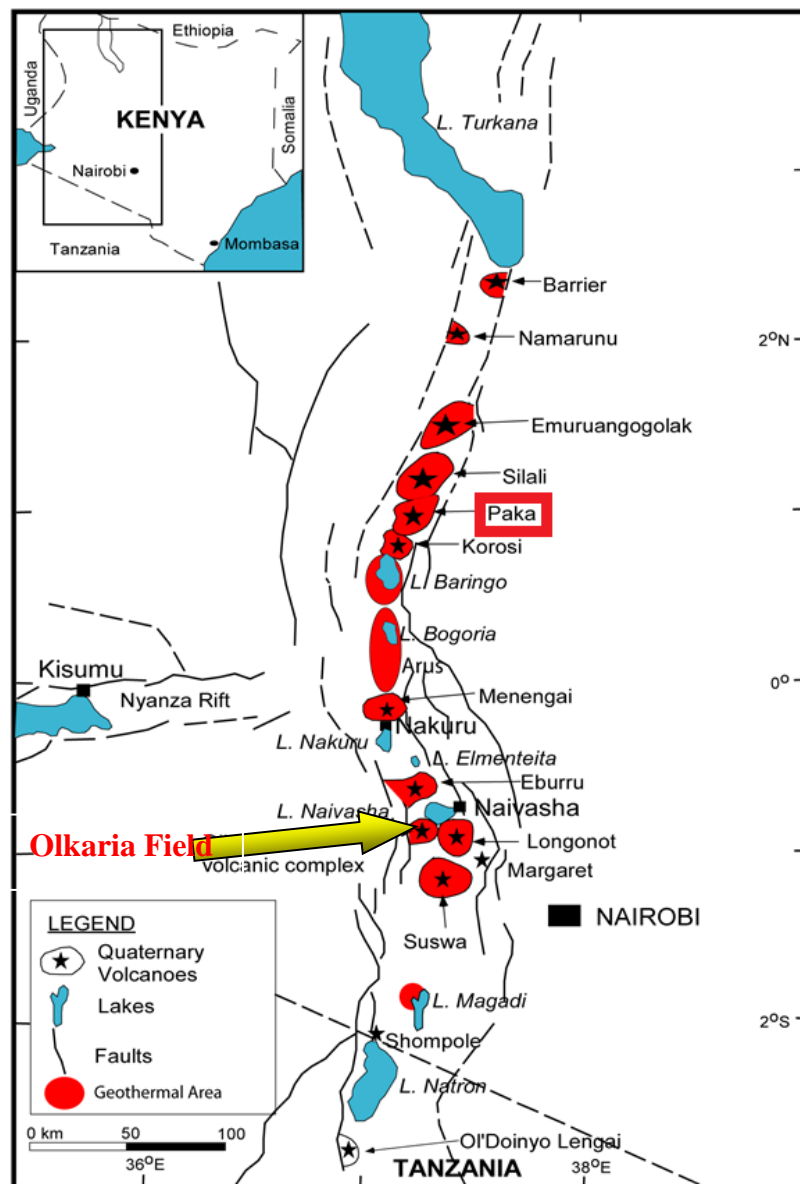 Ethiopia
Uganda
KENYA
Somalia
Nairobi
Tanzania
Mombasa
L. Turkana
Barrier
Namarunu
2°N
Emuruangogolak
Silali
Paka
Korosi
L. Baringo
L. Bogoria
Arus
Kisumu
Nyanza Rift
0°
Menengai
Nakuru
L. Nakuru
L. Elmenteita
Eburru
L. Naivasha
Naivasha
Olkaria Field
volcanic complex
Longonot
Margaret
NAIROBI
Suswa
LEGEND
Quaternary
Volcanoes
Lakes
Faults
Geothermal Area
L. Magadi
2°S
Shompole
L. Natron
0 km 50 100
36°E
Ol'Doinyo Lengai
TANZANIA
38°E